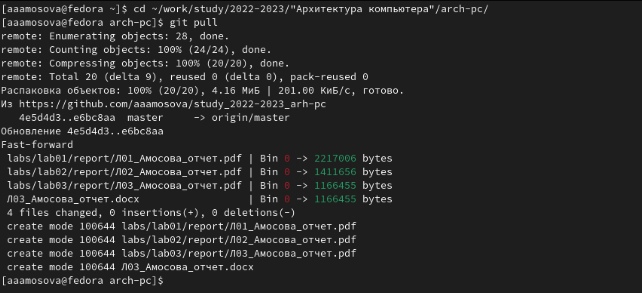 [aaamosova@fedora ~]$ cd ~/work/study/2022-2023/"Архитектура компьютера"/arch-pc/
[aaamosova@fedora arch-pc]$ git pull
remote: Enumerating objects: 28, done.
remote: Counting objects: 100% (24/24), done.
remote: Compressing objects: 100% (20/20), done.
remote: Total 20 (delta 9), reused 0 (delta 0), pack-reused 0
Распаковка объектов: 100% (20/20), 4.16 МиБ | 201.00 КиБ/с, готово.
Из https://github.com/aaamosova/study_2022-2023_arh-pc
4e5d4d3..e6bc8aa master -> origin/master
Обновление 4e5d4d3..e6bc8aa
Fast-forward
labs/lab01/report/Л01_Амосова_отчет.pdf | Bin 0 -> 2217006 bytes
labs/lab02/report/Л02_Амосова_отчет.pdf | Bin 0 -> 1411656 bytes
labs/lab03/report/Л03_Амосова_отчет.pdf | Bin 0 -> 1166455 bytes
Л03_Амосова_отчет.docx | Bin 0 -> 1166455 bytes
4 files changed, 0 insertions(+), 0 deletions(-)
create mode 100644 labs/lab01/report/Л01_Амосова_отчет.pdf
create mode 100644 labs/lab02/report/Л02_Амосова_отчет.pdf
create mode 100644 labs/lab03/report/Л03_Амосова_отчет.pdf
create mode 100644 Л03_Амосова_отчет.docx
[aaamosova@fedora arch-pc]$